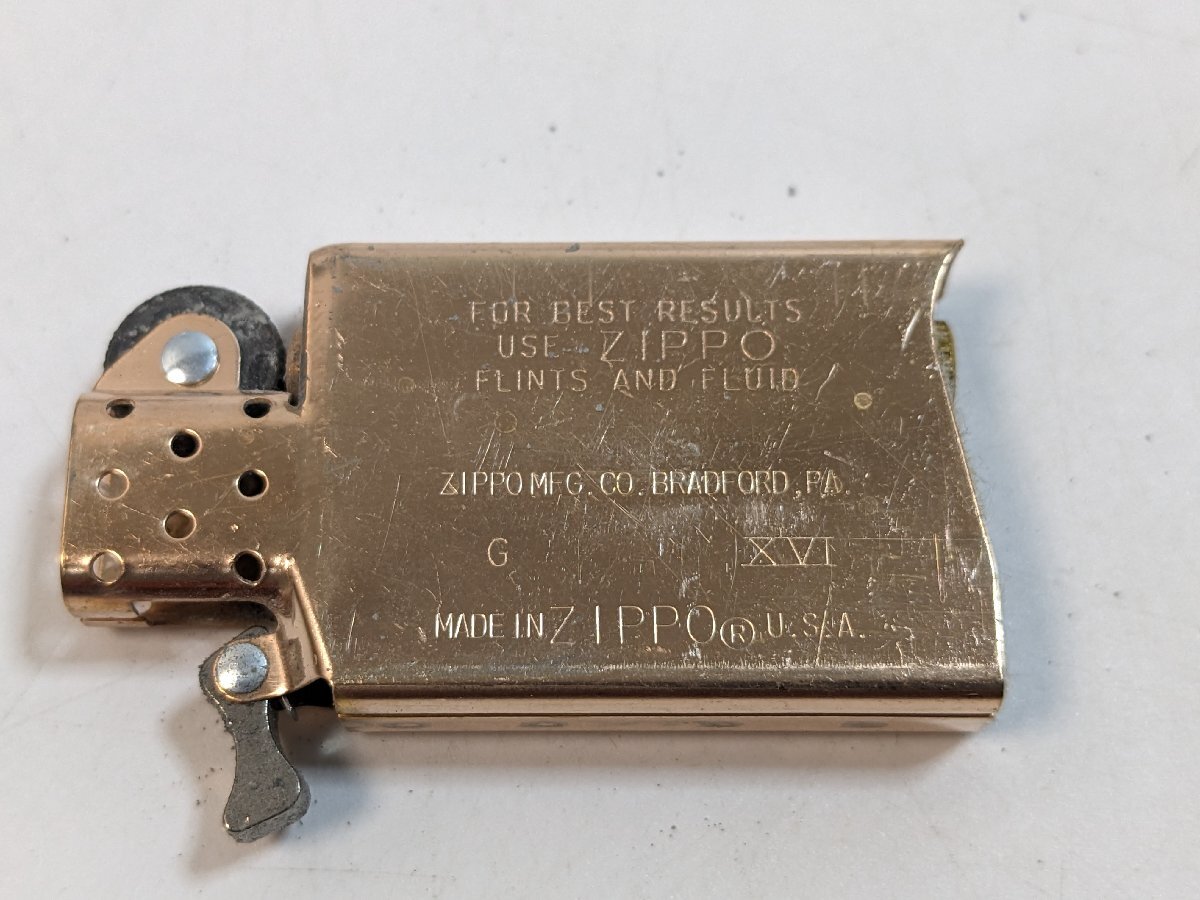 FOR BEST RESULTS
USE ZIPPO
FLINTS AND FLUID
ZIPPO MFG. CO. BRADFORD, PA.
G XVI
MADE IN ZIPPO® U.S.A.